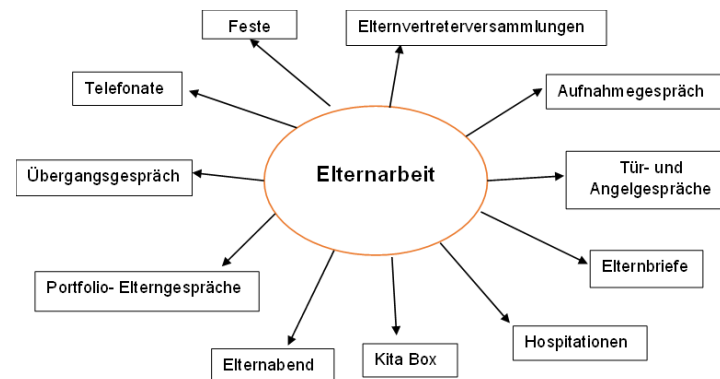 Feste
Elternvertreterversammlungen
Telefonate
Aufnahmegespräch
Elternarbeit
Übergangsgespräch
Tür- und
Angelgespräche
Portfolio- Elterngespräche
Elternbriefe
Hospitationen
Elternabend
Kita Box